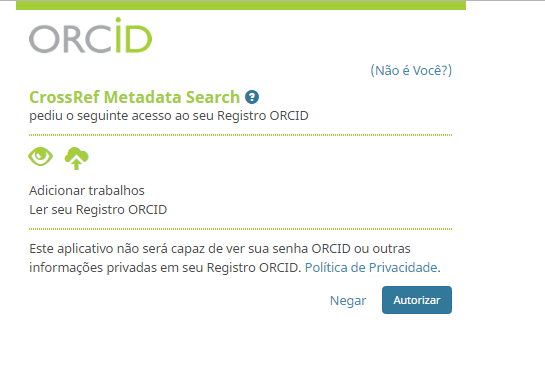 ORCID
(Não é Você?)
CrossRef Metadata Search ?
pediu o seguinte acesso ao seu Registro ORCID
Adicionar trabalhos
Ler seu Registro ORCID
Este aplicativo não será capaz de ver sua senha ORCID ou outras
informações privadas em seu Registro ORCID. Política de Privacidade.
Negar Autorizar